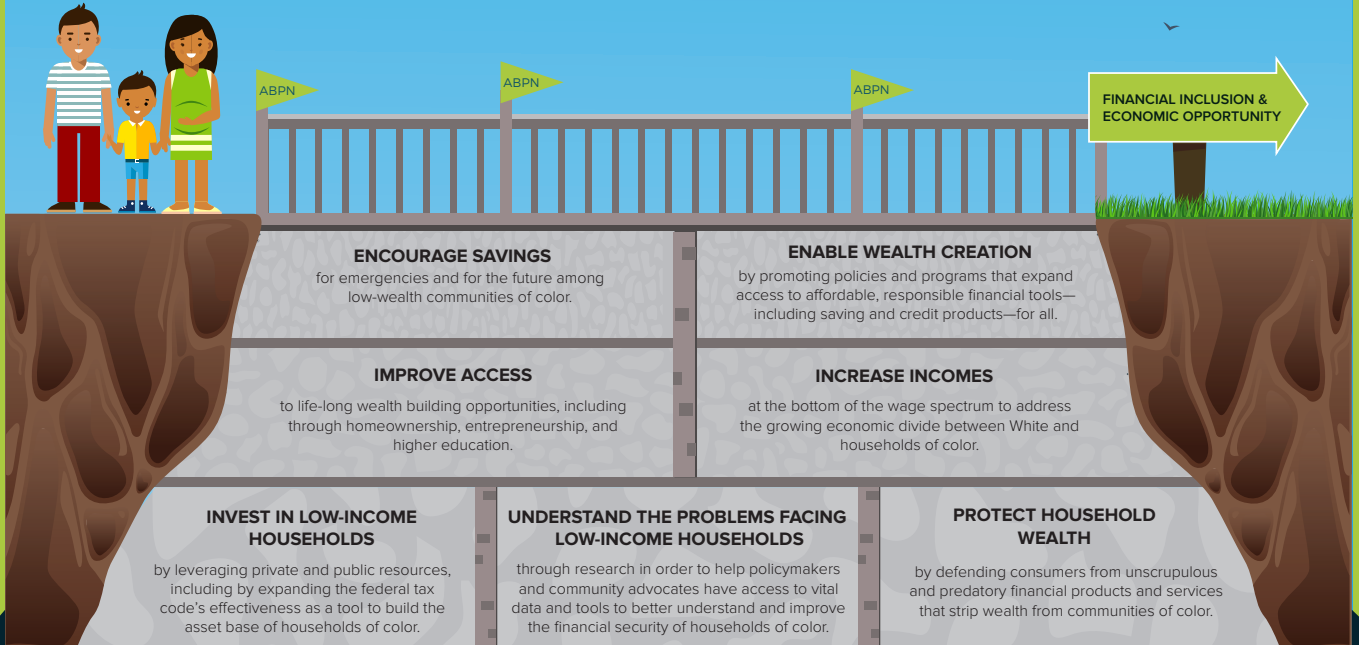 ABPN
ABPN
ABPN
FINANCIAL INCLUSION &
ECONOMIC OPPORTUNITY
ENCOURAGE SAVINGS
for emergencies and for the future among
low-wealth communities of color.
ENABLE WEALTH CREATION
by promoting policies and programs that expand
access to affordable, responsible financial tools—
including saving and credit products—for all.
IMPROVE ACCESS
to life-long wealth building opportunities, including
through homeownership, entrepreneurship, and
higher education.
INCREASE INCOMES
at the bottom of the wage spectrum to address
the growing economic divide between White and
households of color.
INVEST IN LOW-INCOME
HOUSEHOLDS
by leveraging private and public resources,
including by expanding the federal tax
code’s effectiveness as a tool to build the
asset base of households of color.
UNDERSTAND THE PROBLEMS FACING
LOW-INCOME HOUSEHOLDS
through research in order to help policymakers
and community advocates have access to vital
data and tools to better understand and improve
the financial security of households of color.
PROTECT HOUSEHOLD
WEALTH
by defending consumers from unscrupulous
and predatory financial products and services
that strip wealth from communities of color.